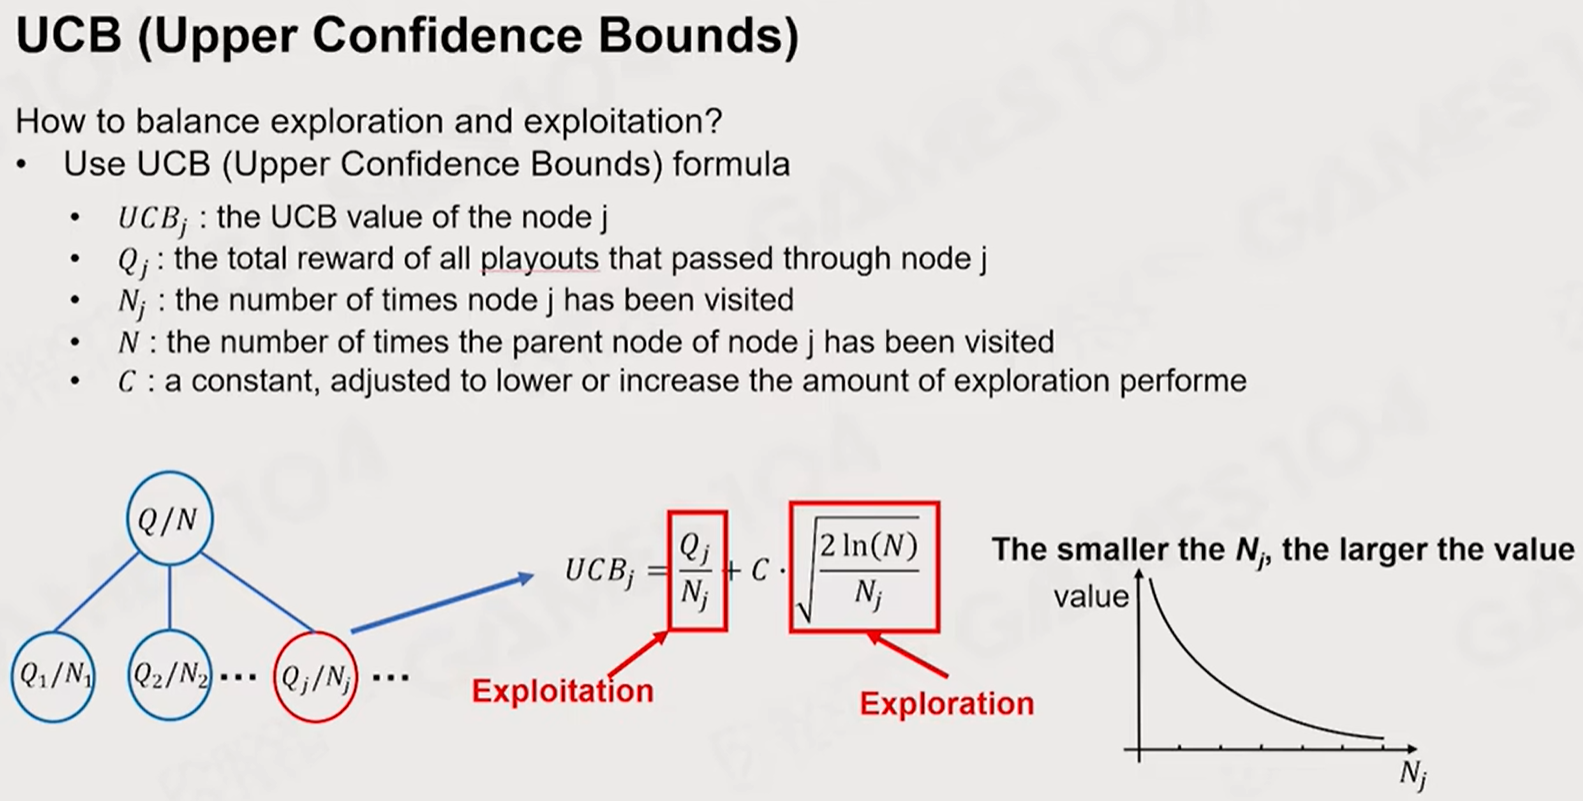 UCB (Upper Confidence Bounds)
How to balance exploration and exploitation?
• Use UCB (Upper Confidence Bounds) formula
• UCB_j : the UCB value of the node j
• Q_j : the total reward of all playouts that passed through node j
• N_j : the number of times node j has been visited
• N : the number of times the parent node of node j has been visited
• C : a constant, adjusted to lower or increase the amount of exploration performe
Q/N
Q_1/N_1 Q_2/N_2 ... Q_j/N_j ...
UCB_j = Q_j/N_j + C · √(2 ln(N)/N_j)
Exploitation
Exploration
The smaller the N_j, the larger the value
value
N_j
GAMES104